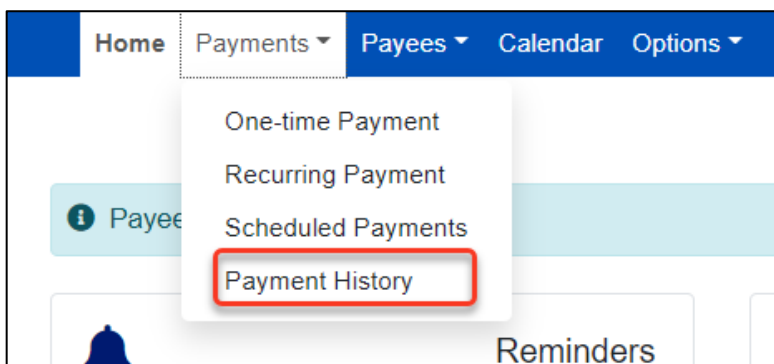 Home Payments Payees Calendar Options
One-time Payment
Recurring Payment
Payee
Scheduled Payments
Payment History
Reminders